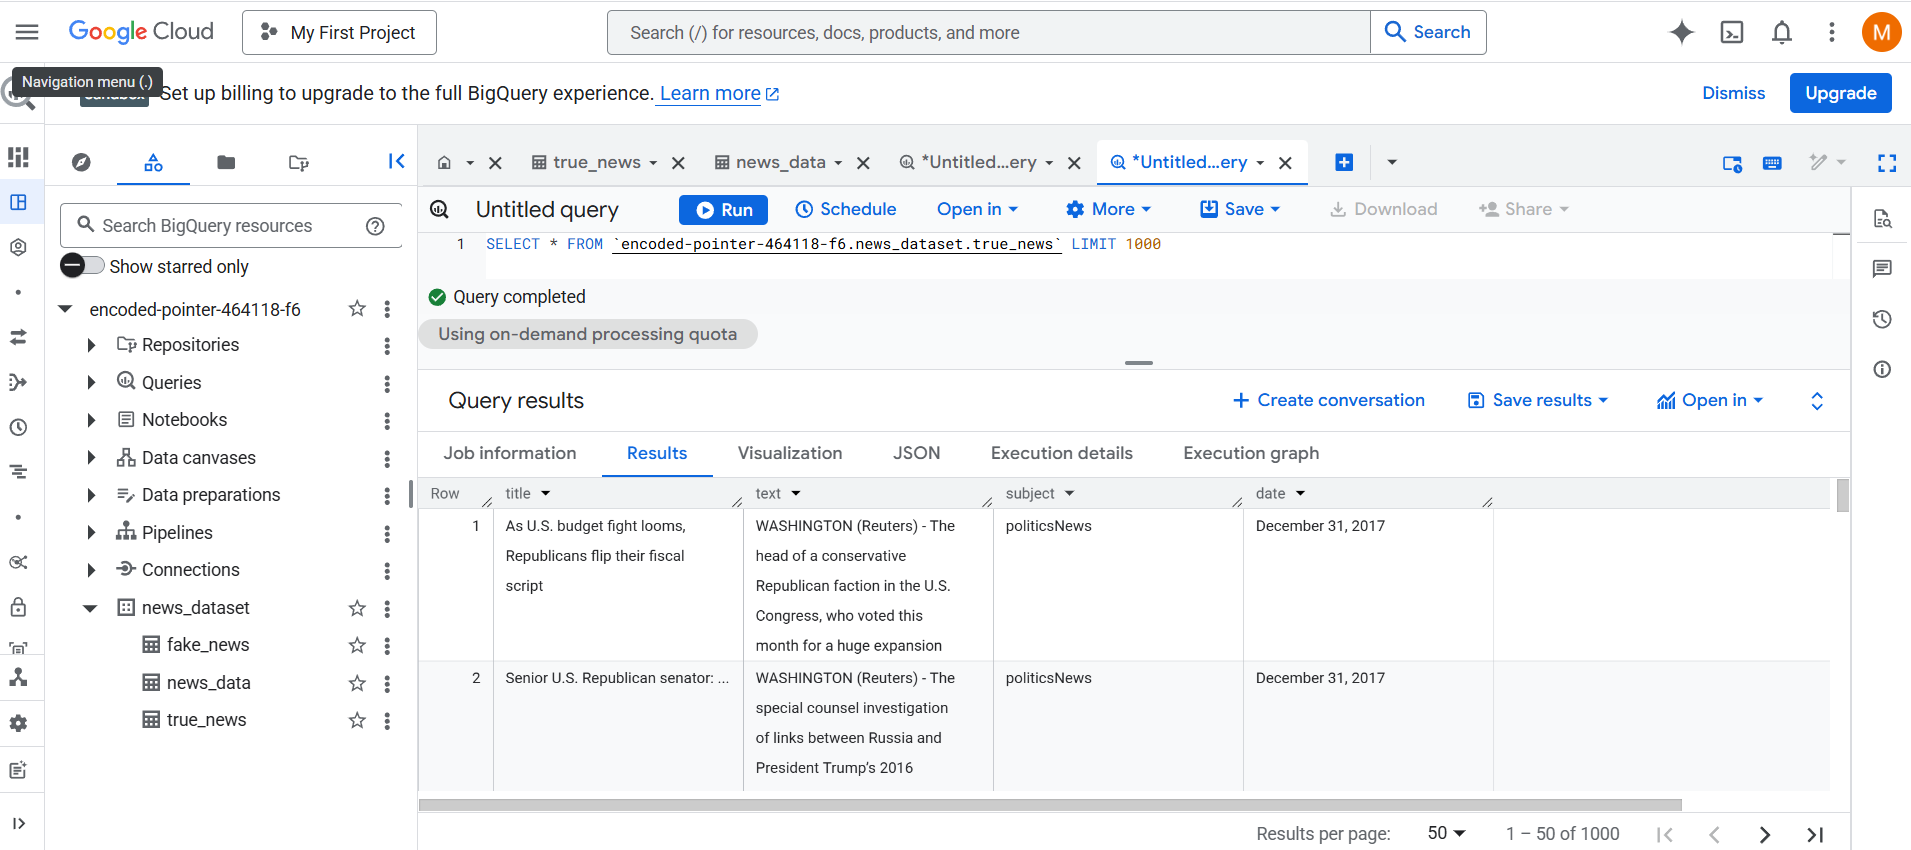 Google Cloud
My First Project
Search (/) for resources, docs, products, and more
Search
M
Navigation menu (.)
Set up billing to upgrade to the full BigQuery experience. Learn more
Dismiss
Upgrade
true_news
news_data
*Untitled...ery
*Untitled...ery
Untitled query
Run
Schedule
Open in
More
Save
Download
Share
Search BigQuery resources
1 SELECT * FROM `encoded-pointer-464118-f6.news_dataset.true_news` LIMIT 1000
Show starred only
Query completed
Using on-demand processing quota
encoded-pointer-464118-f6
Repositories
Queries
Notebooks
Data canvases
Data preparations
Pipelines
Connections
news_dataset
fake_news
news_data
true_news
Query results
Create conversation
Save results
Open in
Job information
Results
Visualization
JSON
Execution details
Execution graph
Row
title
text
subject
date
1
As U.S. budget fight looms,
Republicans flip their fiscal
script
WASHINGTON (Reuters) - The
head of a conservative
Republican faction in the U.S.
Congress, who voted this
month for a huge expansion
politicsNews
December 31, 2017
2
Senior U.S. Republican senator: ...
WASHINGTON (Reuters) - The
special counsel investigation
of links between Russia and
President Trump’s 2016
politicsNews
December 31, 2017
Results per page:
50
1 – 50 of 1000